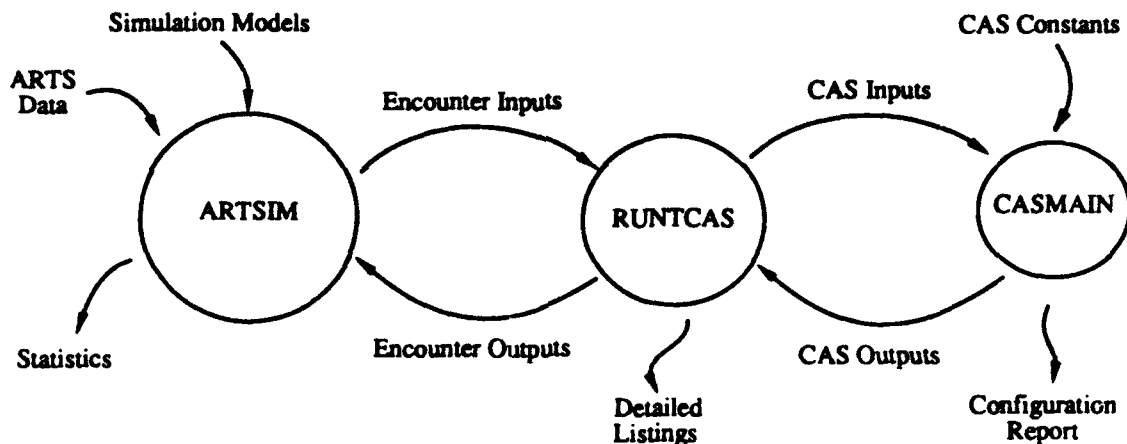 Simulation Models
CAS Constants
ARTS
Data
Encounter Inputs
CAS Inputs
ARTSIM
RUNTCAS
CASMAIN
Statistics
Encounter Outputs
CAS Outputs
Detailed
Listings
Configuration
Report